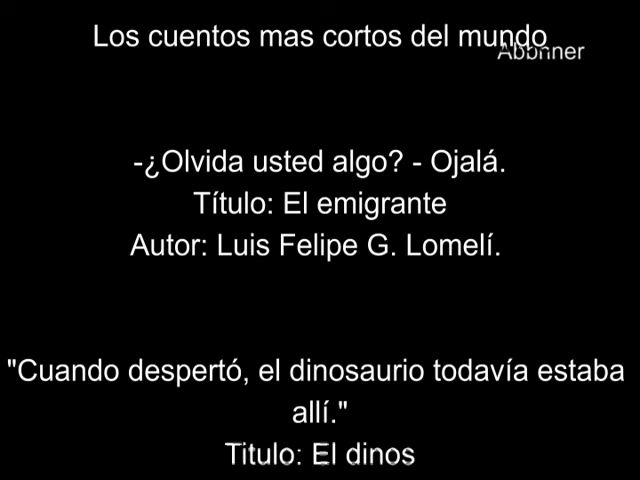 Los cuentos mas cortos del mundo
Abbnner
-¿Olvida usted algo? - Ojalá.
Título: El emigrante
Autor: Luis Felipe G. Lomelí.
"Cuando despertó, el dinosaurio todavía estaba
allí."
Titulo: El dinos